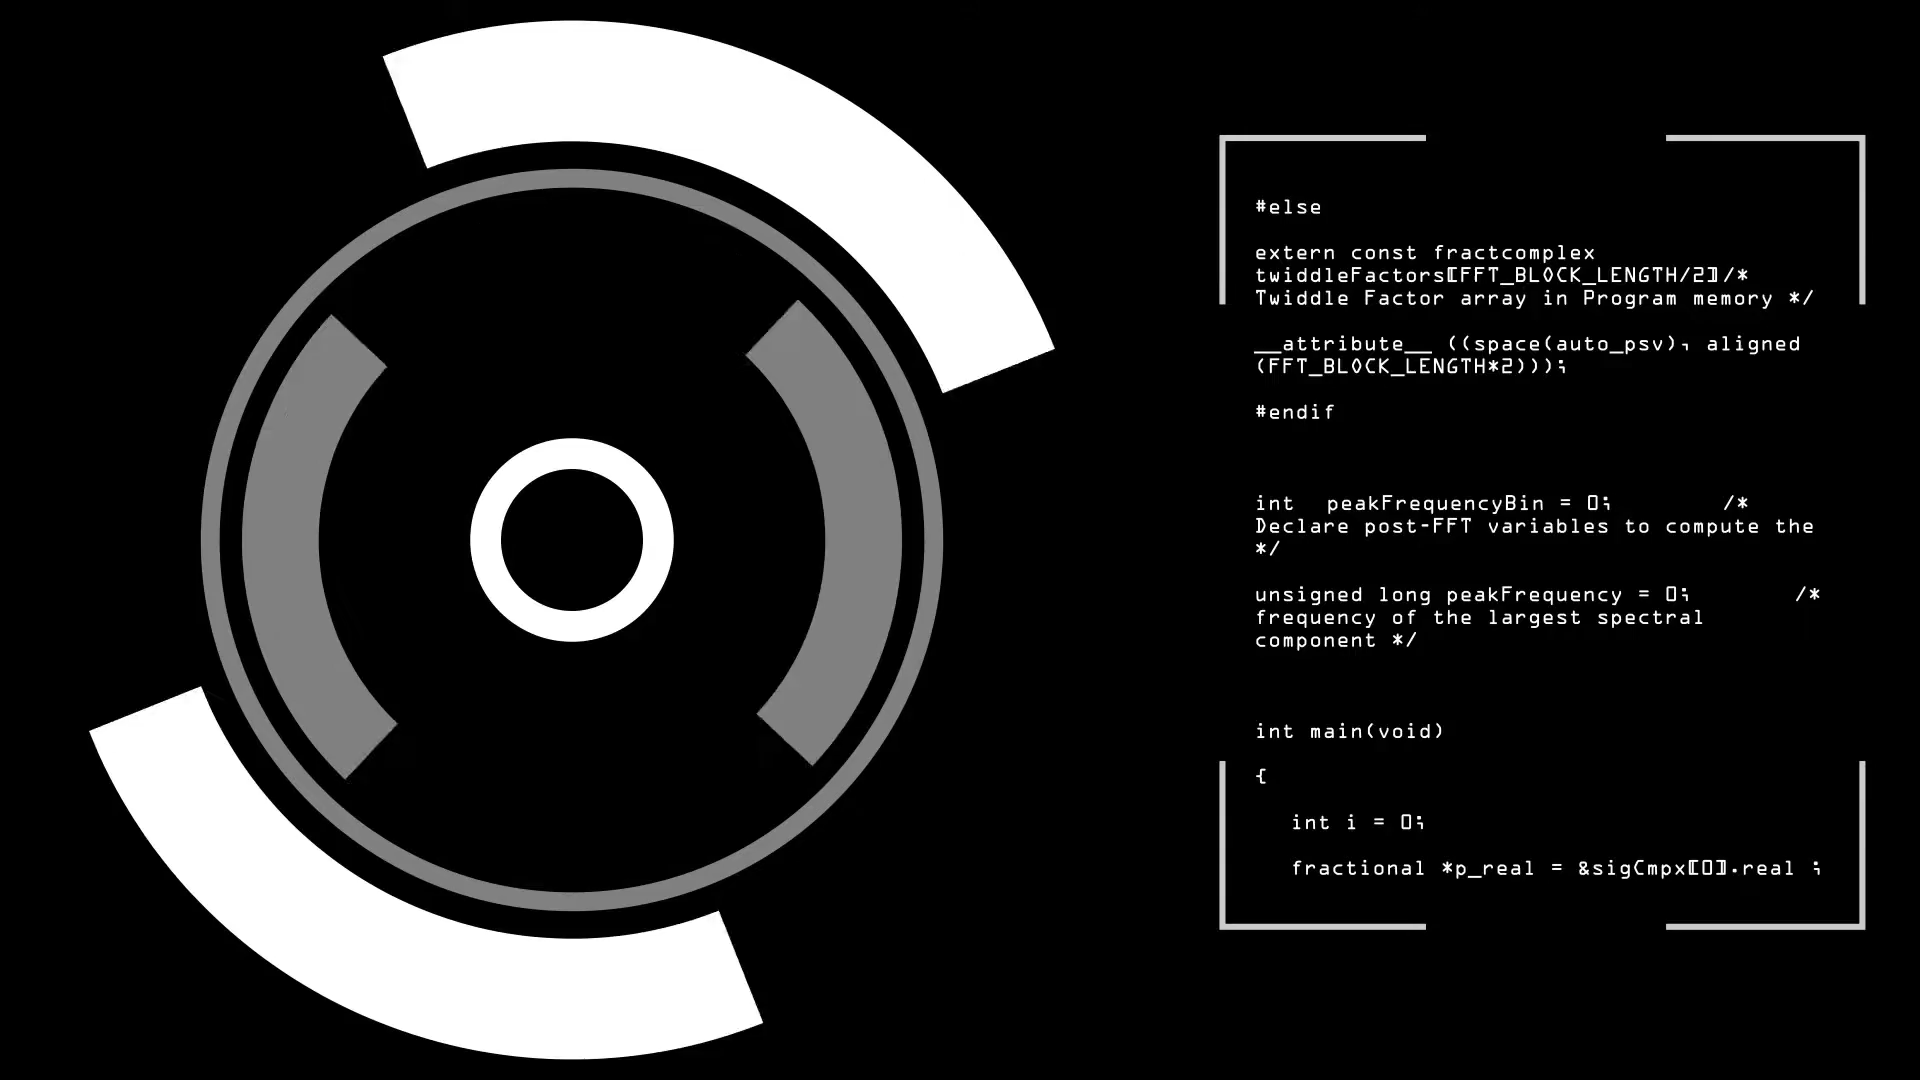 #else
extern const fractcomplex
twiddleFactors[FFT_BLOCK_LENGTH/2]/*
Twiddle Factor array in Program memory */
__attribute__ ((space(auto_psv), aligned
(FFT_BLOCK_LENGTH*2)));
#endif
int  peakFrequencyBin = 0;        /*
Declare post-FFT variables to compute the
*/
unsigned long peakFrequency = 0;        /*
frequency of the largest spectral
component */
int main(void)
{
int i = 0;
fractional *p_real = &sigCmpx[0].real ;